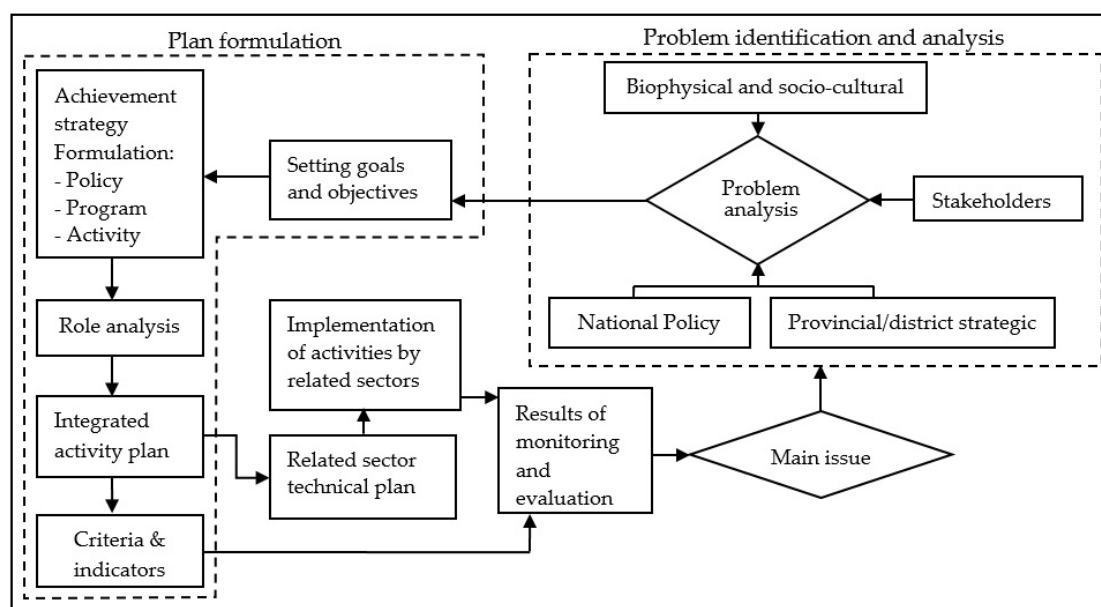 Plan formulation
Achievement
strategy
Formulation:
- Policy
- Program
- Activity
Setting goals
and objectives
Role analysis
Integrated
activity plan
Criteria &
indicators
Implementation
of activities by
related sectors
Related sector
technical plan
Results of
monitoring
and
evaluation
Main issue
Problem identification and analysis
Biophysical and socio-cultural
Problem
analysis
Stakeholders
National Policy
Provincial/district strategic